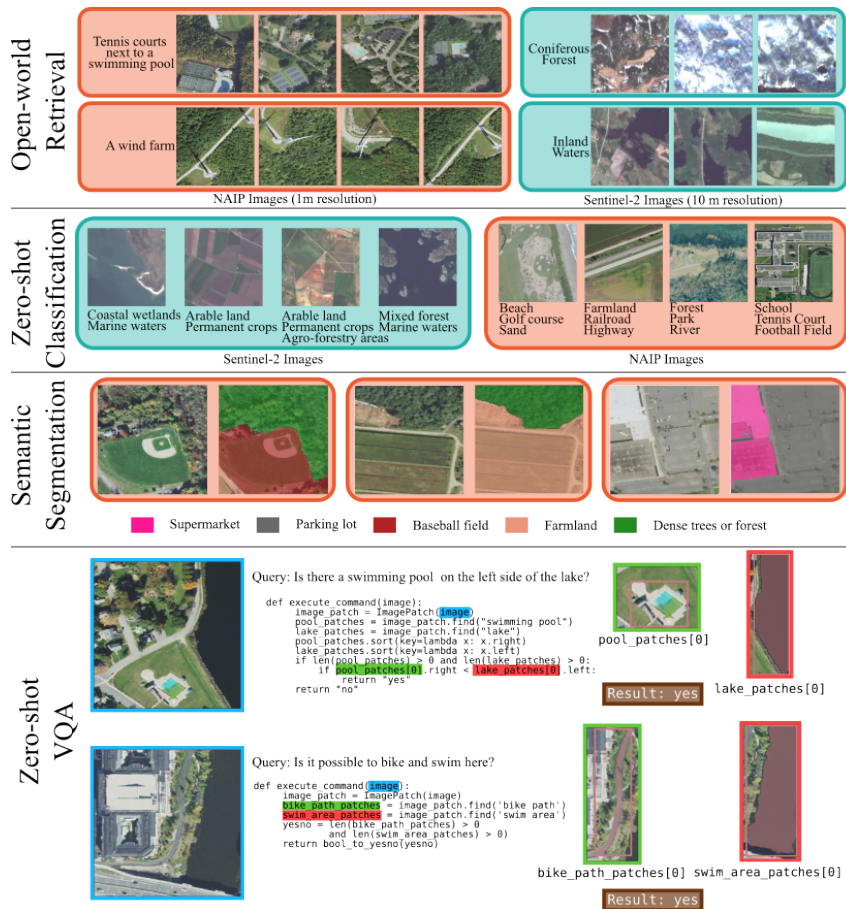 Open-world
Retrieval
Tennis courts
next to a
swimming pool
A wind farm
NAIP Images (1m resolution)
Coniferous
Forest
Inland
Waters
Sentinel-2 Images (10 m resolution)
Zero-shot
Classification
Coastal wetlands
Marine waters
Arable land
Permanent crops
Arable land
Permanent crops
Agro-forestry areas
Mixed forest
Marine waters
Sentinel-2 Images
Beach
Golf course
Sand
Farmland
Railroad
Highway
Forest
Park
River
School
Tennis Court
Football Field
NAIP Images
Semantic
Segmentation
Supermarket
Parking lot
Baseball field
Farmland
Dense trees or forest
Zero-shot
VQA
Query: Is there a swimming pool on the left side of the lake?
def execute_command(image):
image_patch = ImagePatch(image)
pool_patches = image_patch.find("swimming pool")
lake_patches = image_patch.find("lake")
pool_patches.sort(key=lambda x: x.right)
lake_patches.sort(key=lambda x: x.left)
if len(pool_patches) > 0 and len(lake_patches) > 0:
if pool_patches[0].right < lake_patches[0].left:
return "yes"
return "no"
pool_patches[0]
lake_patches[0]
Result: yes
Query: Is it possible to bike and swim here?
def execute_command(image):
image_patch = ImagePatch(image)
bike_path_patches = image_patch.find('bike path')
swim_area_patches = image_patch.find('swim area')
yesno = len(bike_path_patches) > 0
and len(swim_area_patches) > 0)
return bool_to_yesno(yesno)
bike_path_patches[0]
swim_area_patches[0]
Result: yes